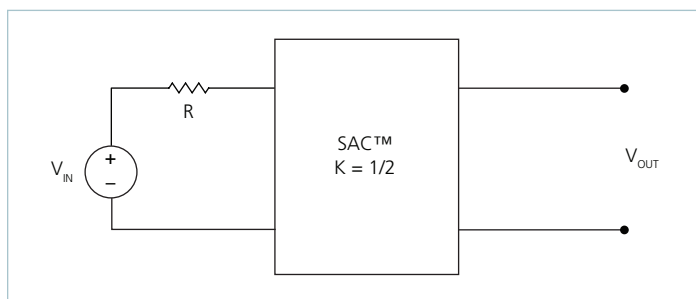 R
SAC™
K = 1/2
V_IN
+
−
V_OUT